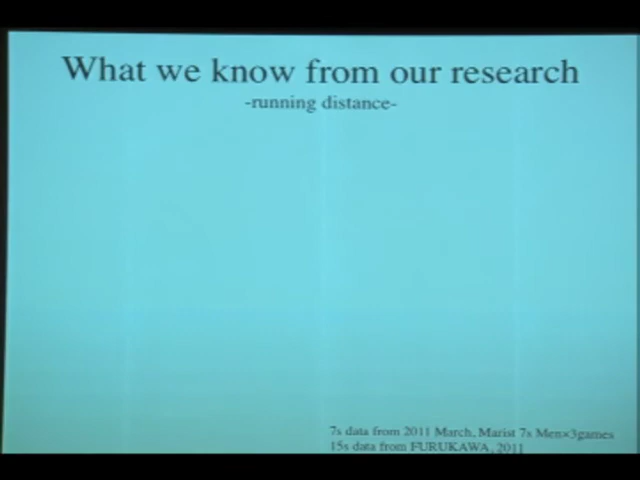 What we know from our research
-running distance-
7s data from 2011 March, Marist 7s Men×3games
15s data from FURUKAWA, 2011